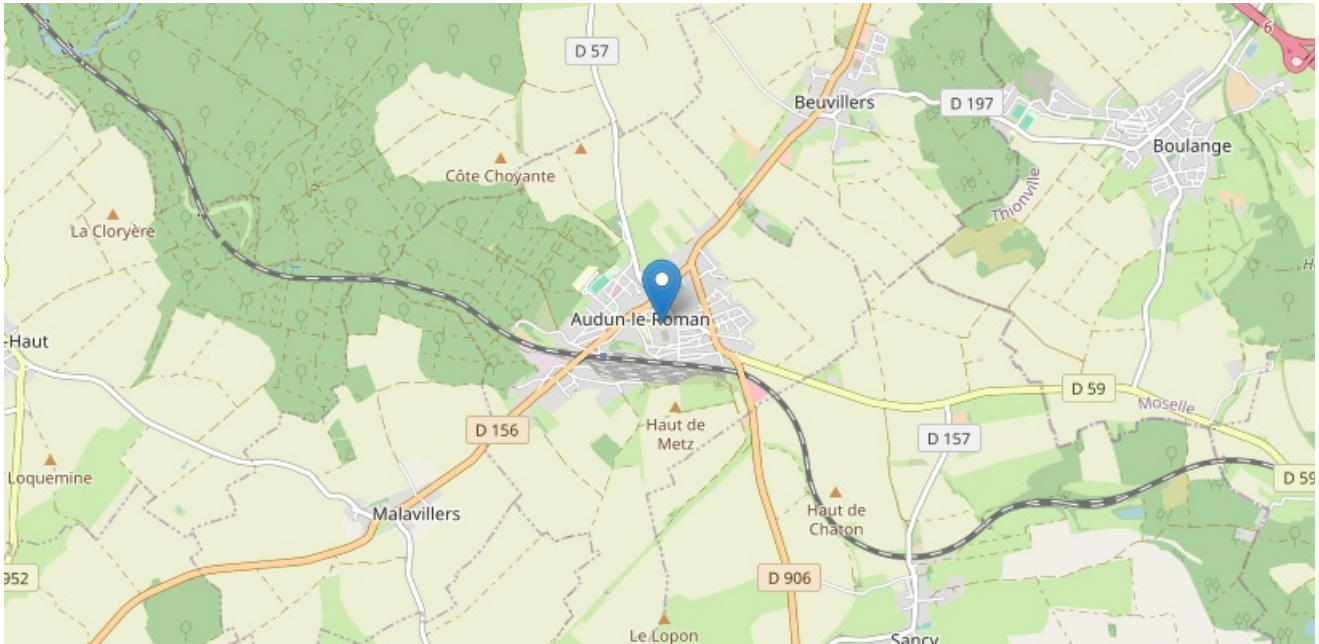 6
D 57
Beuvillers
D 197
Boulange
Côte Choyante
Thionville
La Cloryère
Audun-le-Roman
-Haut
D 59
Moselle
Haut de
Metz
D 156
D 157
Loquemine
D 59
Haut de
Chaton
Malavillers
952
D 906
Le Lopon
Sancy